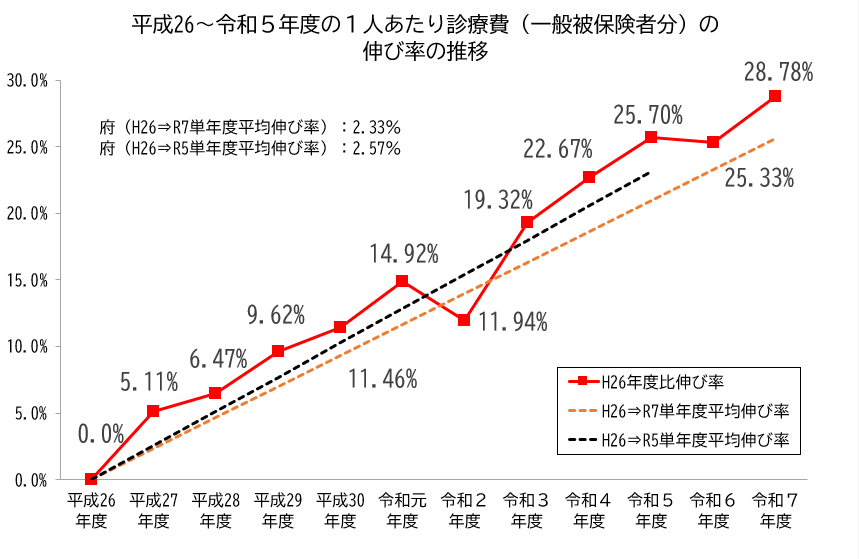 平成26～令和５年度の１人あたり診療費（一般被保険者分）の
伸び率の推移
30.0%
25.0%
20.0%
15.0%
10.0%
5.0%
0.0%
府（H26⇒R7単年度平均伸び率）：2.33%
府（H26⇒R5単年度平均伸び率）：2.57%
0.0%
5.11%
6.47%
9.62%
11.46%
14.92%
11.94%
19.32%
22.67%
25.70%
25.33%
28.78%
H26年度比伸び率
H26⇒R7単年度平均伸び率
H26⇒R5単年度平均伸び率
平成26 平成27 平成28 平成29 平成30 令和元 令和２ 令和３ 令和４ 令和５ 令和６ 令和７
年度 年度 年度 年度 年度 年度 年度 年度 年度 年度 年度 年度